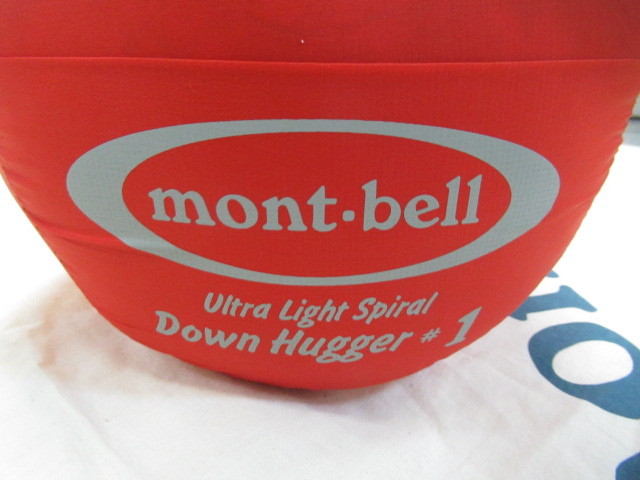 mont-bell
Ultra Light Spiral
Down Hugger #1